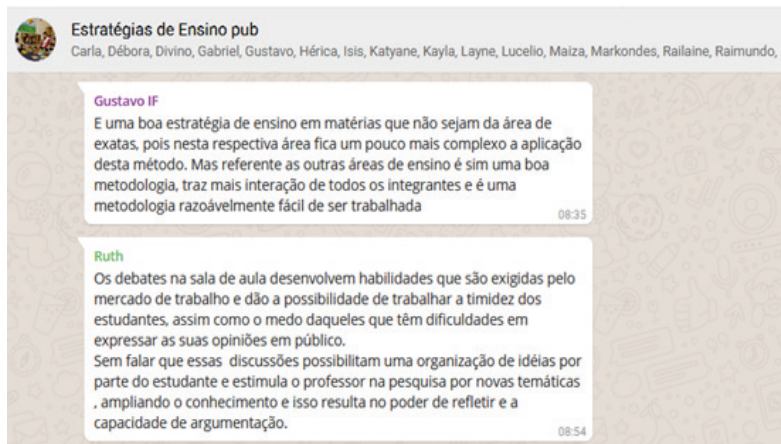 Estratégias de Ensino pub
Carla, Débora, Divino, Gabriel, Gustavo, Hérica, Isis, Katyane, Kayla, Layne, Lucelio, Maiza, Markondes, Railaine, Raimundo,
Gustavo IF
E uma boa estratégia de ensino em matérias que não sejam da área de
exatas, pois nesta respectiva área fica um pouco mais complexo a aplicação
desta método. Mas referente as outras áreas de ensino é sim uma boa
metodologia, traz mais interação de todos os integrantes e é uma
metodologia razoávelmente fácil de ser trabalhada
08:35
Ruth
Os debates na sala de aula desenvolvem habilidades que são exigidas pelo
mercado de trabalho e dão a possibilidade de trabalhar a timidez dos
estudantes, assim como o medo daqueles que têm dificuldades em
expressar as suas opiniões em público.
Sem falar que essas discussões possibilitam uma organização de idéias por
parte do estudante e estimula o professor na pesquisa por novas temáticas
, ampliando o conhecimento e isso resulta no poder de refletir e a
capacidade de argumentação.
08:54